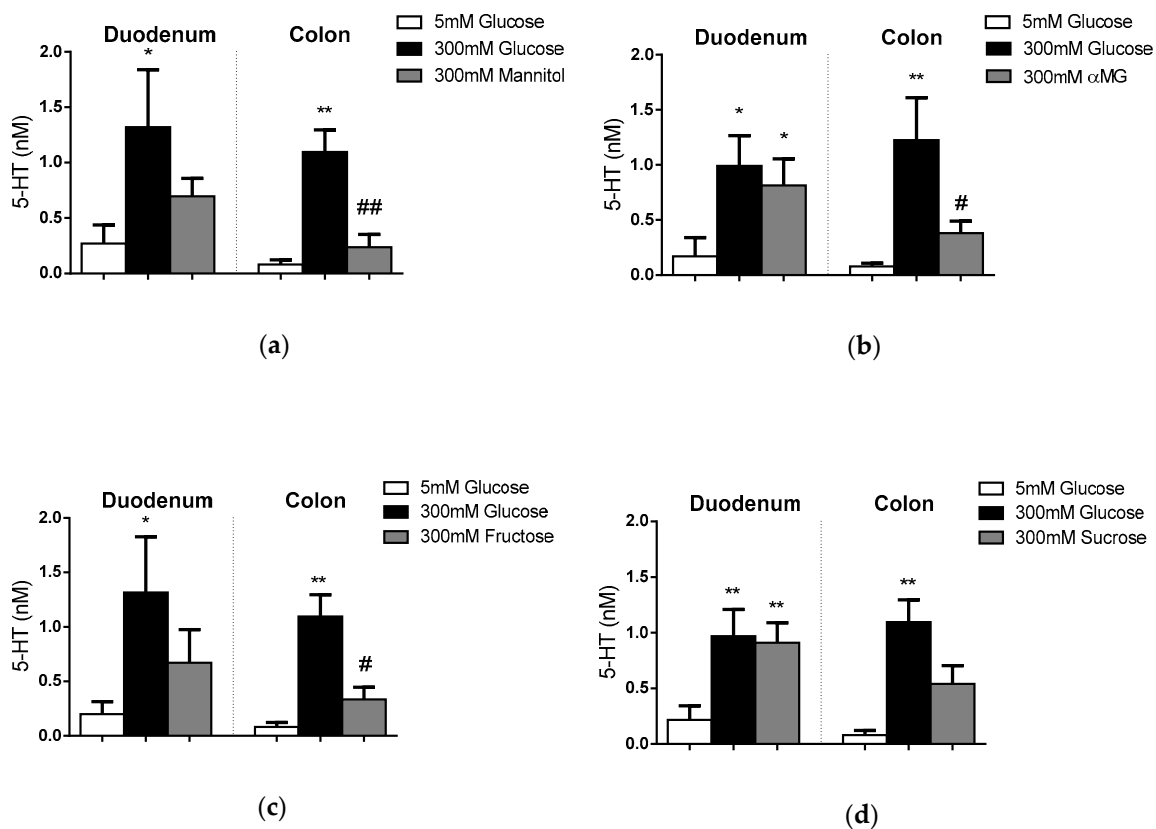 Duodenum Colon
5mM Glucose
300mM Glucose
300mM Mannitol
5-HT (nM)
2.0
1.5
1.0
0.5
0.0
*
**
##
(a)
Duodenum Colon
5mM Glucose
300mM Glucose
300mM αMG
5-HT (nM)
2.0
1.5
1.0
0.5
0.0
*
*
**
#
(b)
Duodenum Colon
5mM Glucose
300mM Glucose
300mM Fructose
5-HT (nM)
2.0
1.5
1.0
0.5
0.0
*
**
#
(c)
Duodenum Colon
5mM Glucose
300mM Glucose
300mM Sucrose
5-HT (nM)
2.0
1.5
1.0
0.5
0.0
**
**
**
(d)